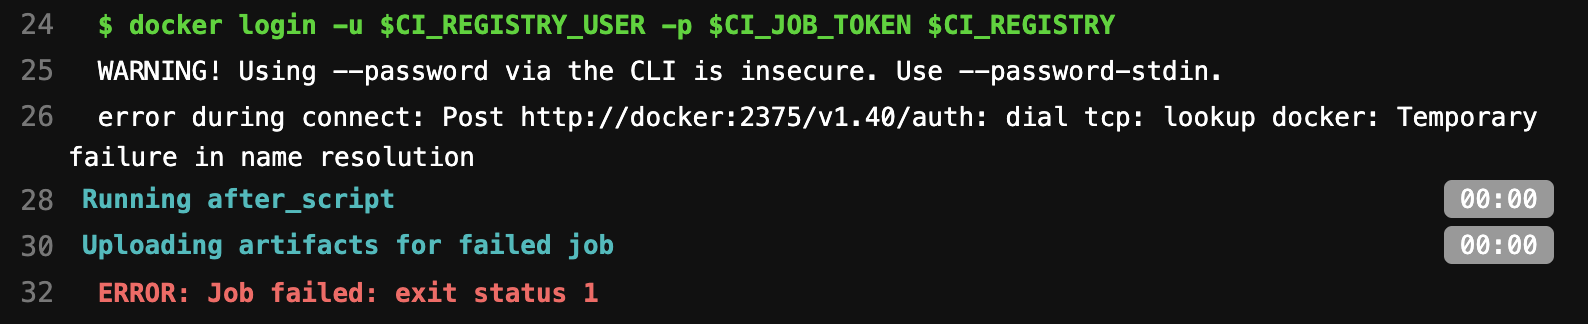 24 $ docker login -u $CI_REGISTRY_USER -p $CI_JOB_TOKEN $CI_REGISTRY
25 WARNING! Using --password via the CLI is insecure. Use --password-stdin.
26 error during connect: Post http://docker:2375/v1.40/auth: dial tcp: lookup docker: Temporary
failure in name resolution
28 Running after_script 00:00
30 Uploading artifacts for failed job 00:00
32 ERROR: Job failed: exit status 1